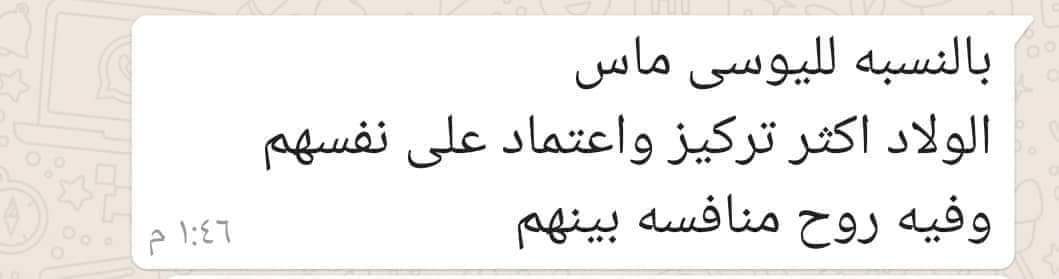 بالنسبه لليوسى ماس
الولاد اكثر تركيز واعتماد على نفسهم
وفيه روح منافسه بينهم
١:٤٦ م